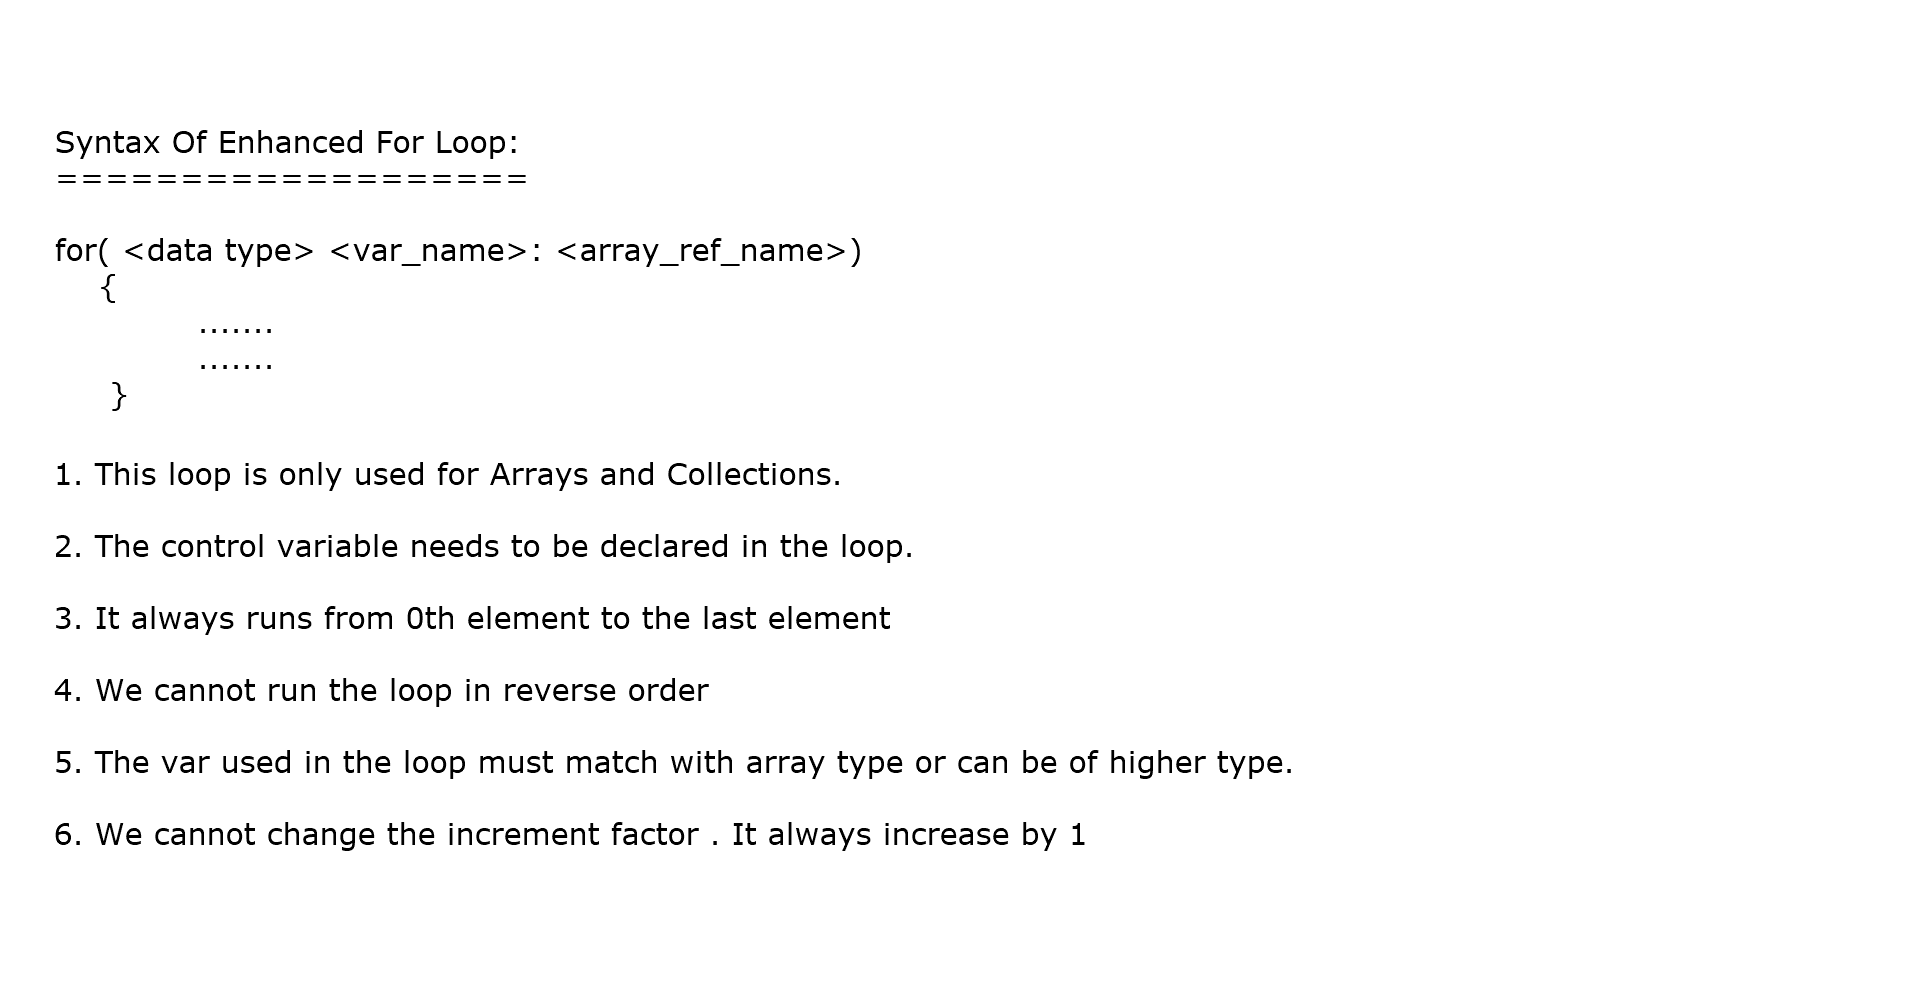 Syntax Of Enhanced For Loop:
===================
for( <data type> <var_name>: <array_ref_name>)
{
.......
.......
}
1. This loop is only used for Arrays and Collections.
2. The control variable needs to be declared in the loop.
3. It always runs from 0th element to the last element
4. We cannot run the loop in reverse order
5. The var used in the loop must match with array type or can be of higher type.
6. We cannot change the increment factor . It always increase by 1